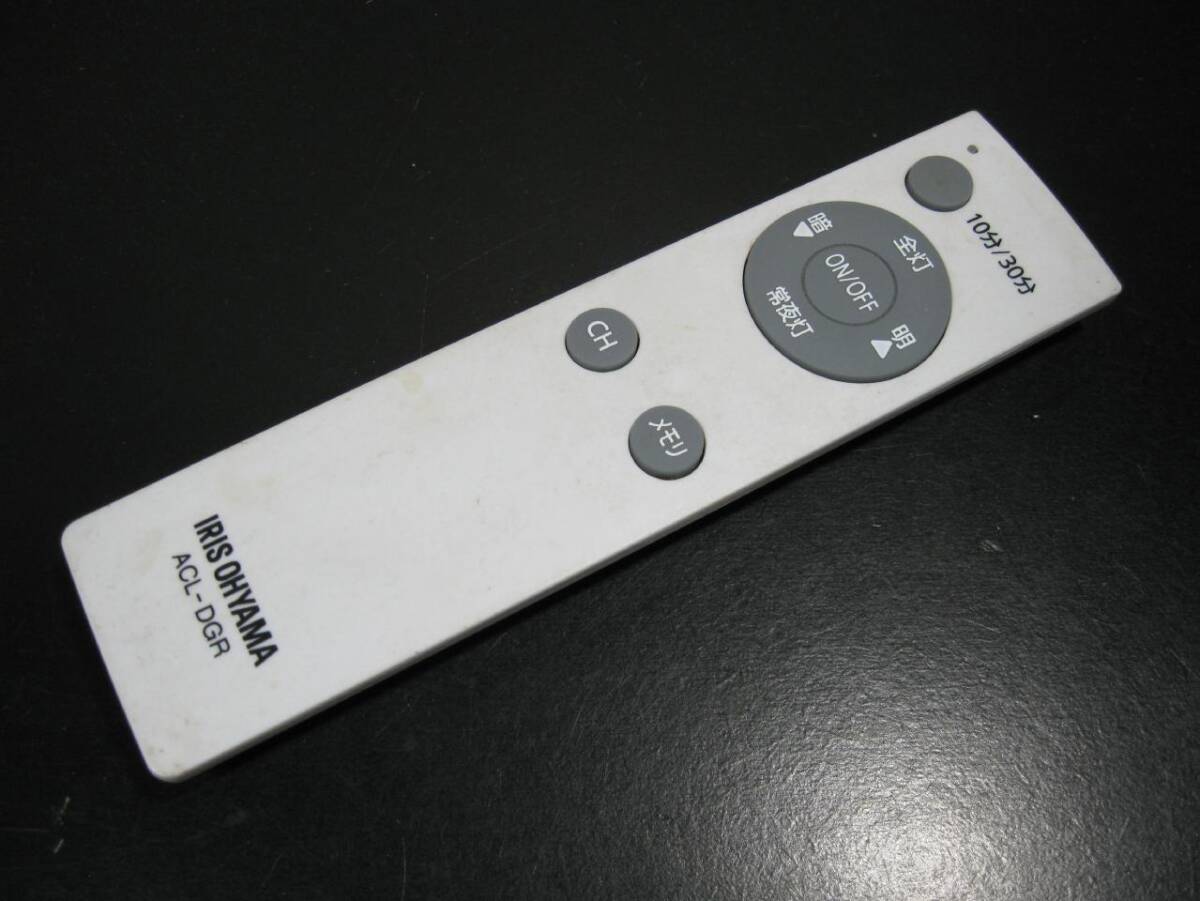 10分/30分
全灯
暗
ON/OFF
明
常夜灯
CH
メモリ
IRIS OHYAMA
ACL-DGR